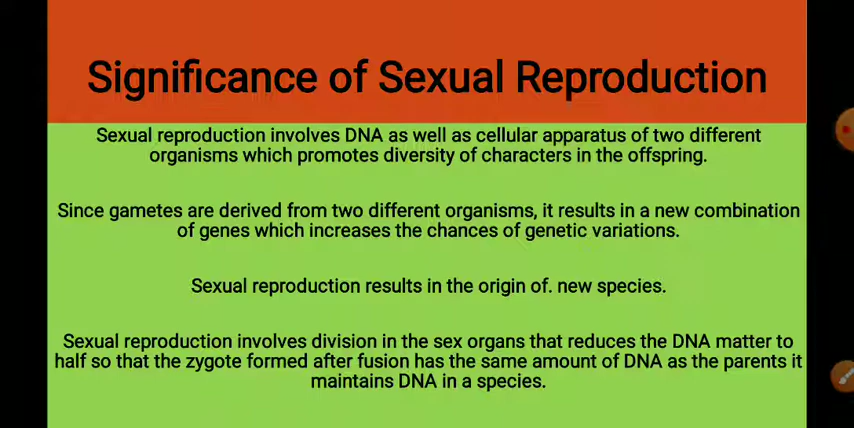 Significance of Sexual Reproduction
Sexual reproduction involves DNA as well as cellular apparatus of two different
organisms which promotes diversity of characters in the offspring.
Since gametes are derived from two different organisms, it results in a new combination
of genes which increases the chances of genetic variations.
Sexual reproduction results in the origin of. new species.
Sexual reproduction involves division in the sex organs that reduces the DNA matter to
half so that the zygote formed after fusion has the same amount of DNA as the parents it
maintains DNA in a species.